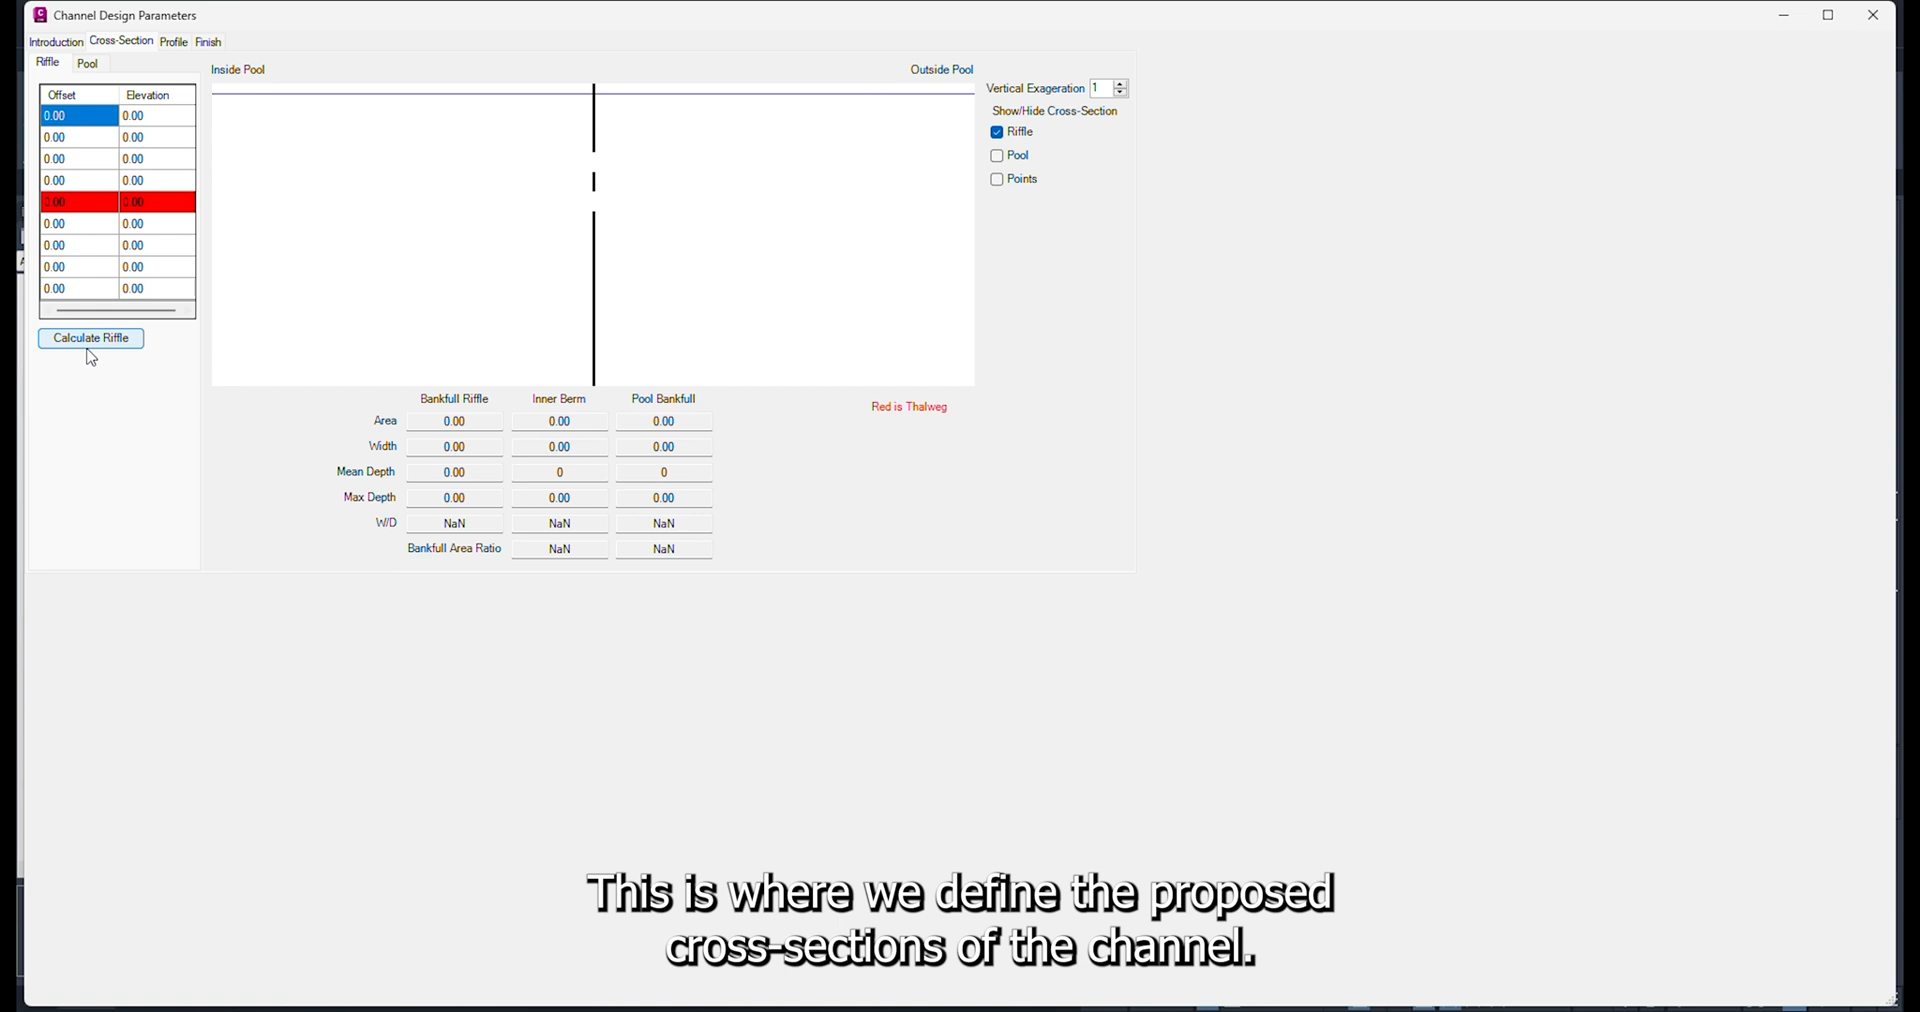 Channel Design Parameters
Introduction Cross-Section Profile Finish
Riffle Pool
Inside Pool Outside Pool
Offset Elevation
0.00 0.00
0.00 0.00
0.00 0.00
0.00 0.00
0.00 0.00
0.00 0.00
0.00 0.00
0.00 0.00
0.00 0.00
Calculate Riffle
Vertical Exageration 1
Show/Hide Cross-Section
Riffle
Pool
Points
Bankfull Riffle Inner Berm Pool Bankfull
Red is Thalweg
Area 0.00 0.00 0.00
Width 0.00 0.00 0.00
Mean Depth 0.00 0 0
Max Depth 0.00 0.00 0.00
W/D NaN NaN NaN
Bankfull Area Ratio NaN NaN
This is where we define the proposed
cross-sections of the channel.